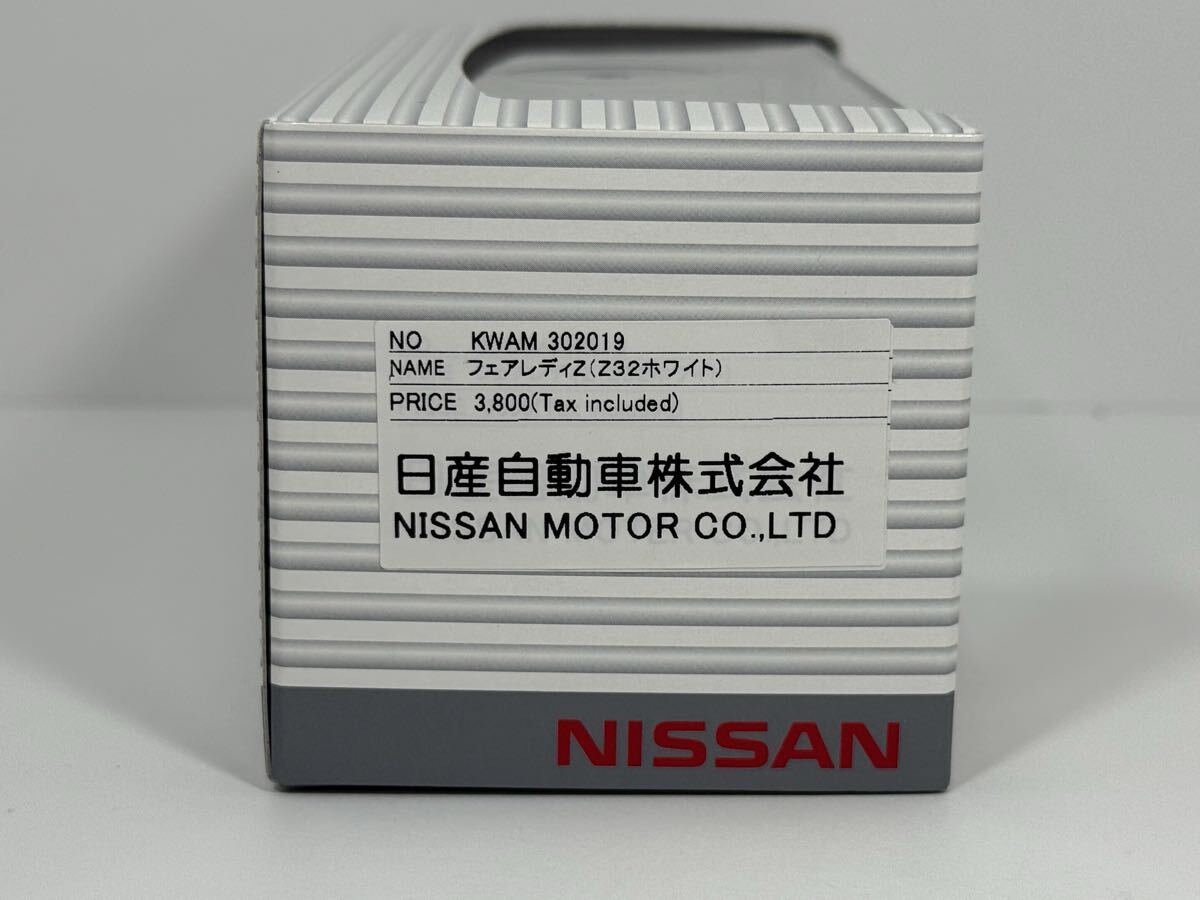 NO KWAM 302019
NAME フェアレディZ(Z32ホワイト)
PRICE 3,800(Tax included)
日産自動車株式会社
NISSAN MOTOR CO.,LTD
NISSAN